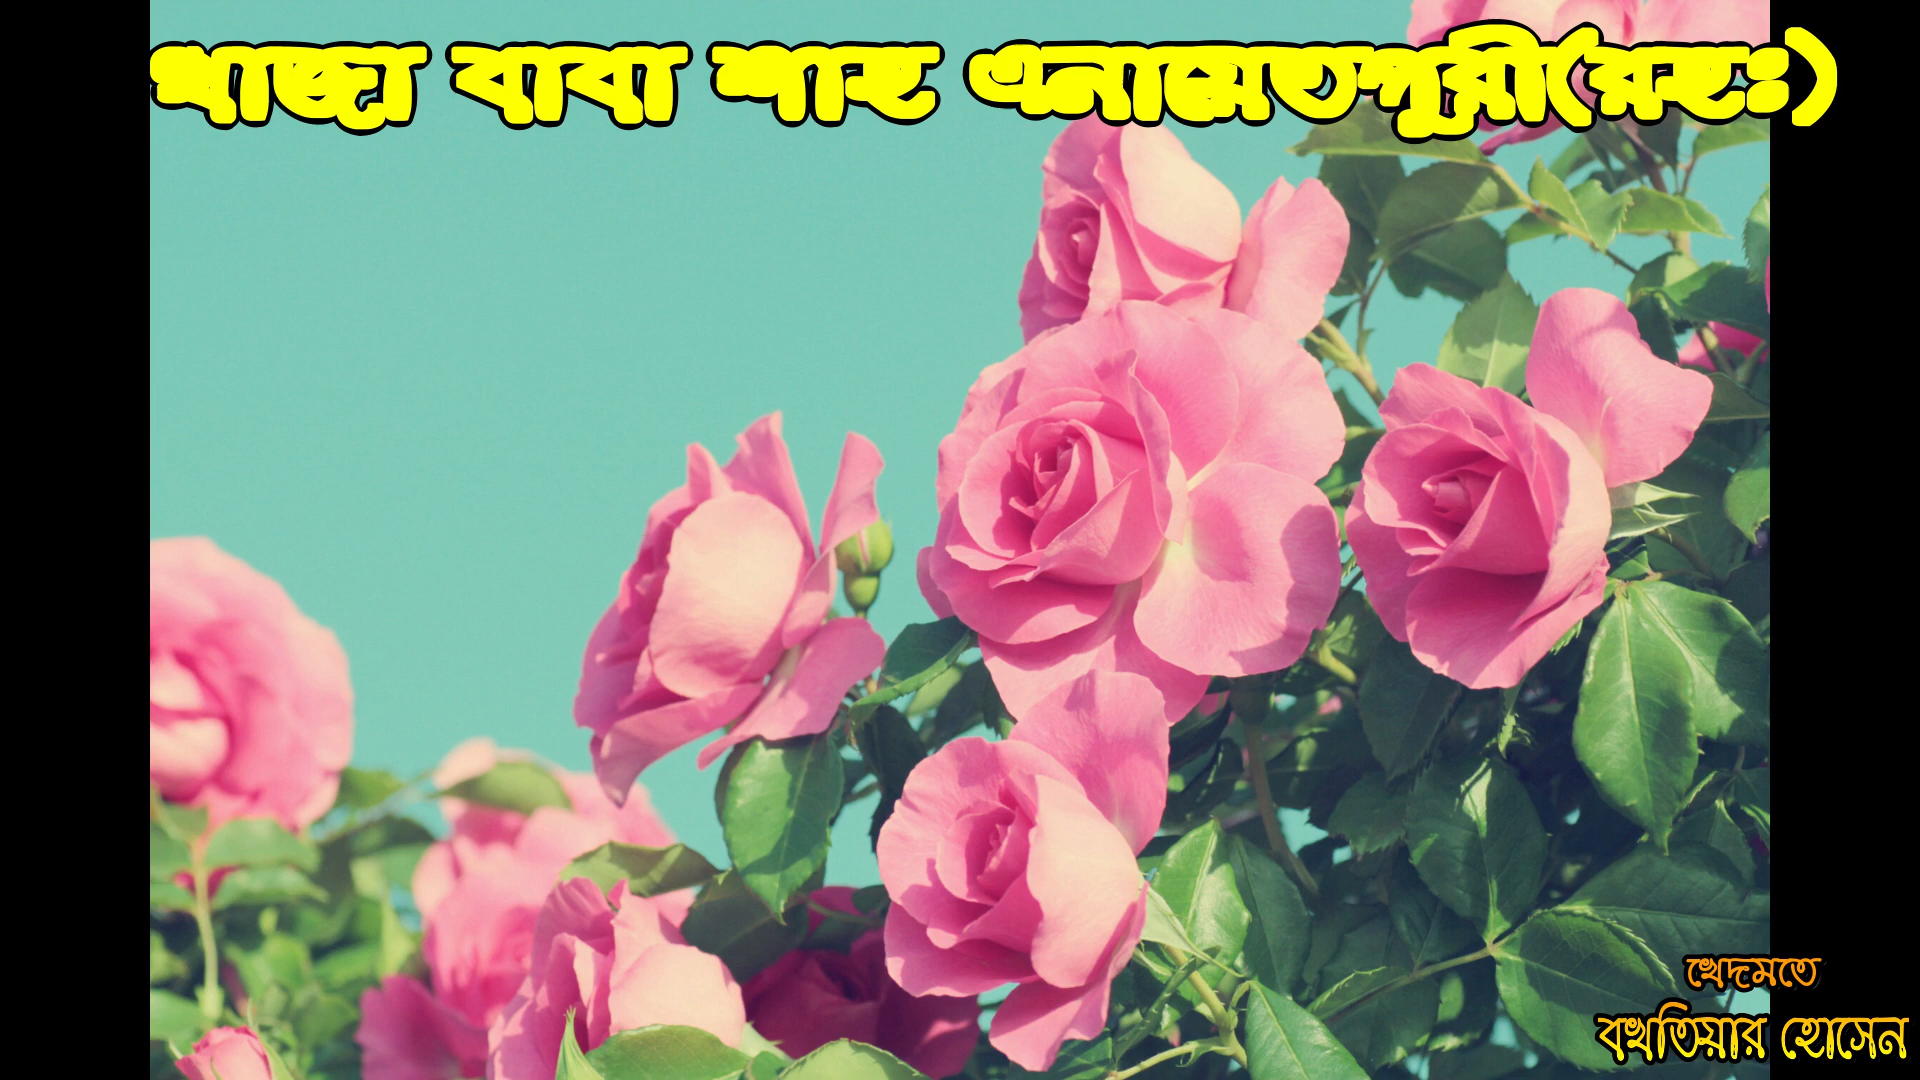 খাজা বাবা শাহ এনায়েতপুরী(রহঃ)
খেদমতে
বখতিয়ার হোসেন